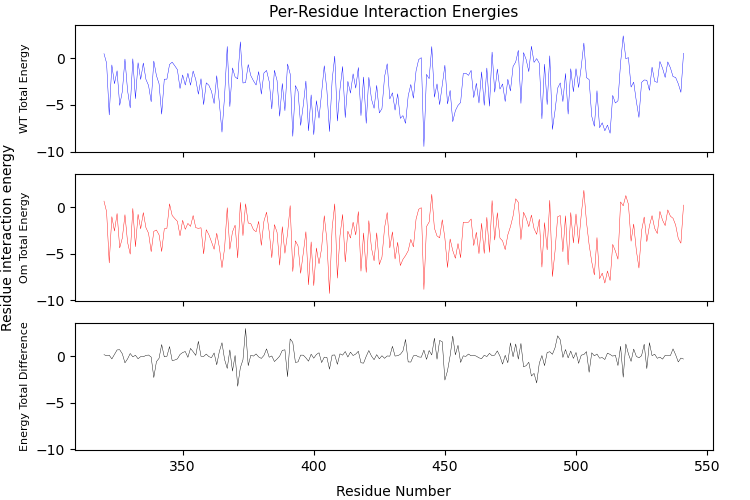 Per-Residue Interaction Energies
Residue interaction energy
WT Total Energy
0
−5
−10
Om Total Energy
0
−5
−10
Energy Total Difference
0
−5
−10
350
400
450
500
550
Residue Number